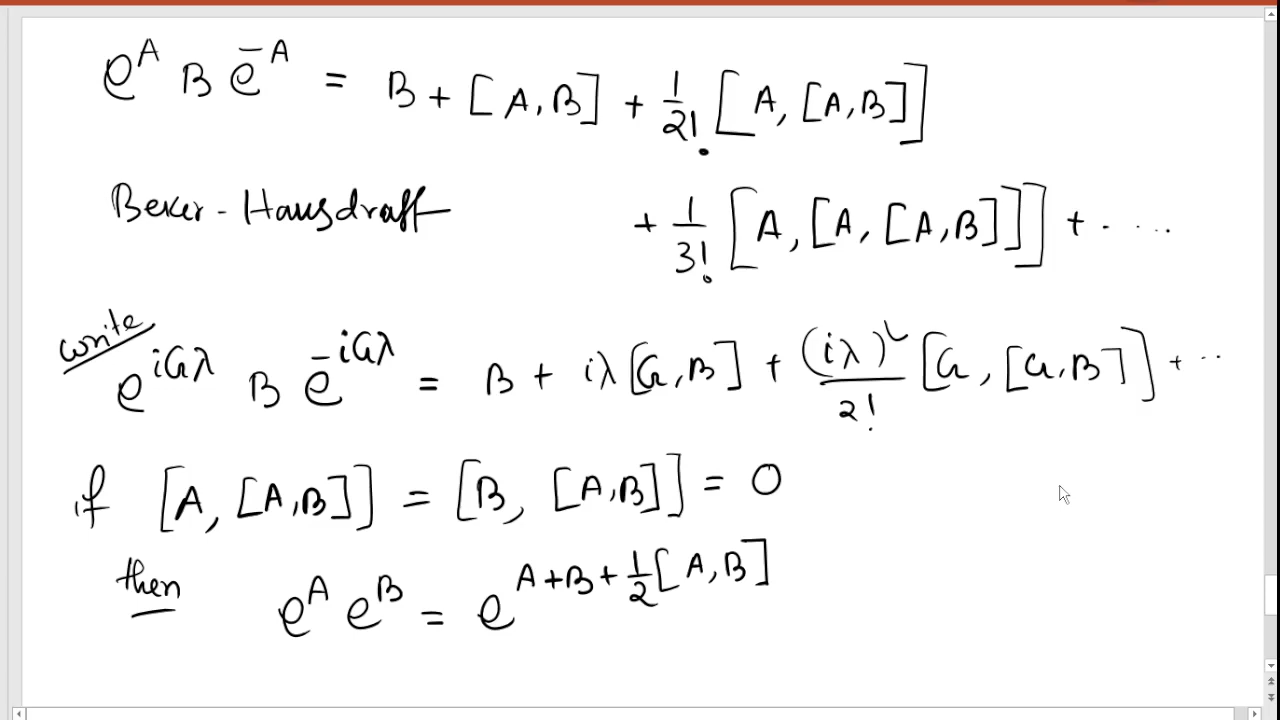 e^A B e^{-A} = B + [A, B] + 1/2! [A, [A, B]]
Beker - Hausdraff + 1/3! [A, [A, [A, B]]] + ....
write
e^{iGλ} B e^{-iGλ} = B + iλ[G, B] + (iλ)^2/2! [G, [G, B]] + ..
if [A, [A, B]] = [B, [A, B]] = 0
then e^A e^B = e^{A+B+1/2[A, B]}